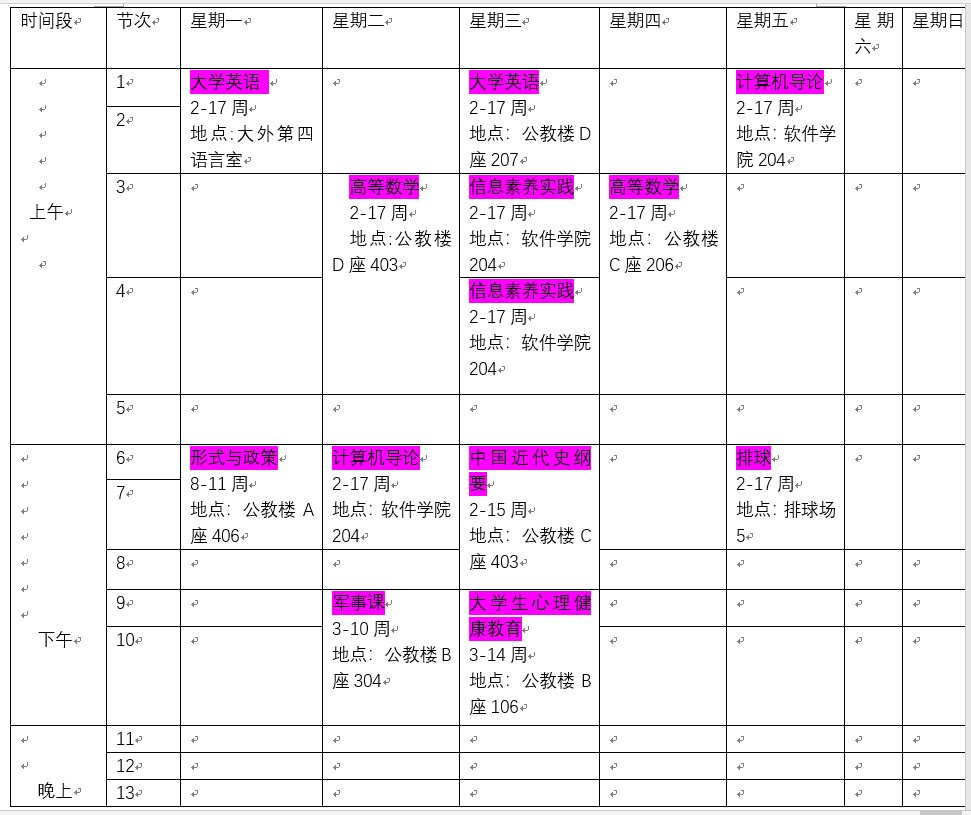 时间段 节次 星期一 星期二 星期三 星期四 星期五 星期六 星期日
上午
1
2
大学英语
2-17 周
地点:大外第四
语言室
大学英语
2-17 周
地点：公教楼 D
座 207
计算机导论
2-17 周
地点: 软件学
院 204
3
高等数学
2-17 周
地点:公教楼
D 座 403
信息素养实践
2-17 周
地点：软件学院
204
高等数学
2-17 周
地点：公教楼
C 座 206
4
信息素养实践
2-17 周
地点：软件学院
204
5
下午
6
7
形式与政策
8-11 周
地点：公教楼 A
座 406
计算机导论
2-17 周
地点: 软件学院
204
中国近代史纲
要
2-15 周
地点：公教楼 C
座 403
排球
2-17 周
地点: 排球场
5
8
9
军事课
3-10 周
地点：公教楼 B
座 304
大学生心理健
康教育
3-14 周
地点：公教楼 B
座 106
10
晚上
11
12
13